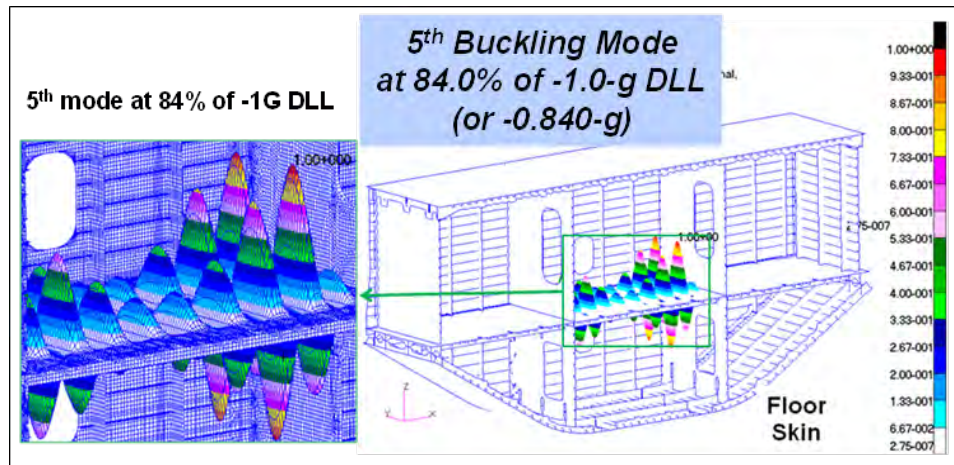 5th Buckling Mode
at 84.0% of -1.0-g DLL
(or -0.840-g)
5th mode at 84% of -1G DLL
1.00+000
1.00+00
75-007
Z
Y
X
Floor
Skin
1.00+000
9.33-001
8.67-001
8.00-001
7.33-001
6.67-001
6.00-001
5.33-001
4.67-001
4.00-001
3.33-001
2.67-001
2.00-001
1.33-001
6.67-002
2.75-007